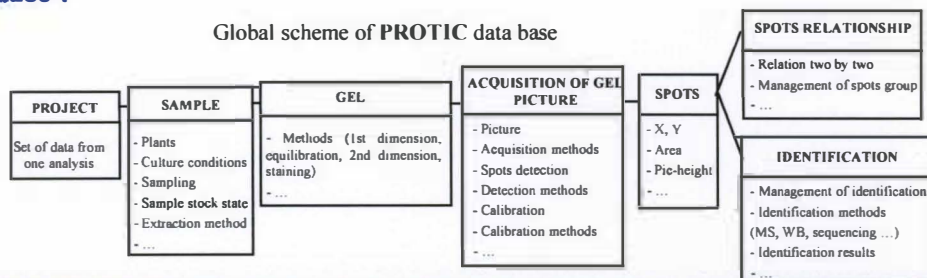 Global scheme of PROTIC data base
PROJECT
Set of data from
one analysis
SAMPLE
- Plants
- Culture conditions
- Sampling
- Sample stock state
- Extraction method
- ...
GEL
- Methods (1st dimension,
equilibration, 2nd dimension,
staining)
- ...
ACQUISITION OF GEL
PICTURE
- Picture
- Acquisition methods
- Spots detection
- Detection methods
- Calibration
- Calibration methods
- ...
SPOTS
- X, Y
- Area
- Pic-height
- ...
SPOTS RELATIONSHIP
- Relation two by two
- Management of spots group
- ...
IDENTIFICATION
- Management of identification
- Identification methods
(MS, WB, sequencing ...)
- Identification results
- ...